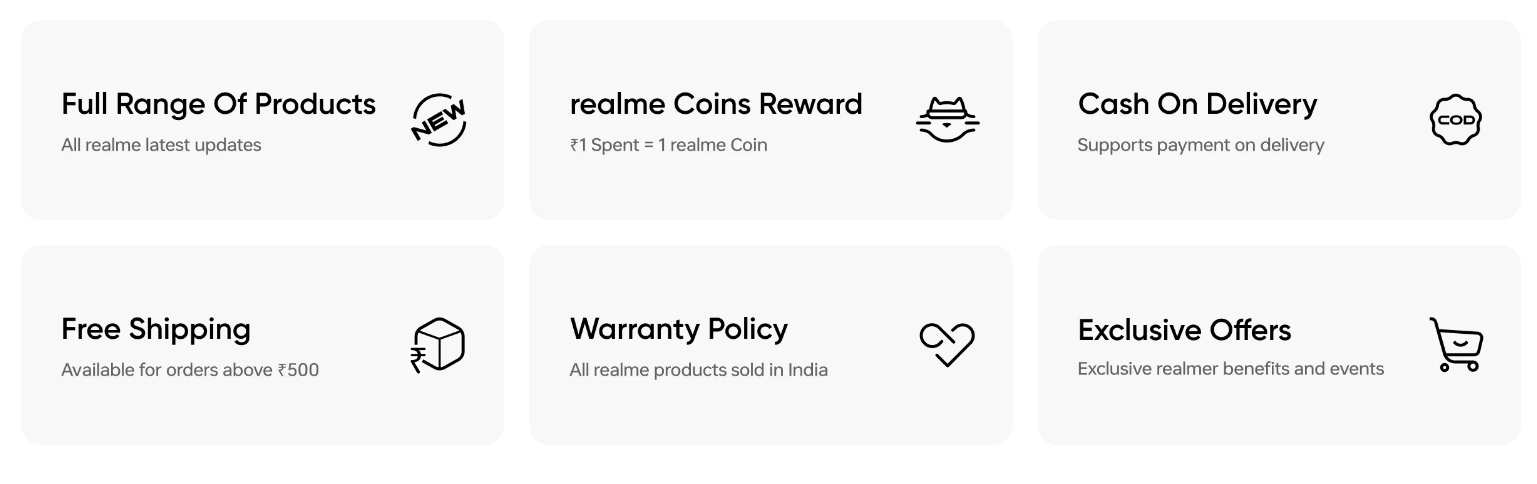 Full Range Of Products
All realme latest updates
NEW
realme Coins Reward
₹1 Spent = 1 realme Coin
Cash On Delivery
Supports payment on delivery
COD
Free Shipping
Available for orders above ₹500
₹
Warranty Policy
All realme products sold in India
Exclusive Offers
Exclusive realmer benefits and events